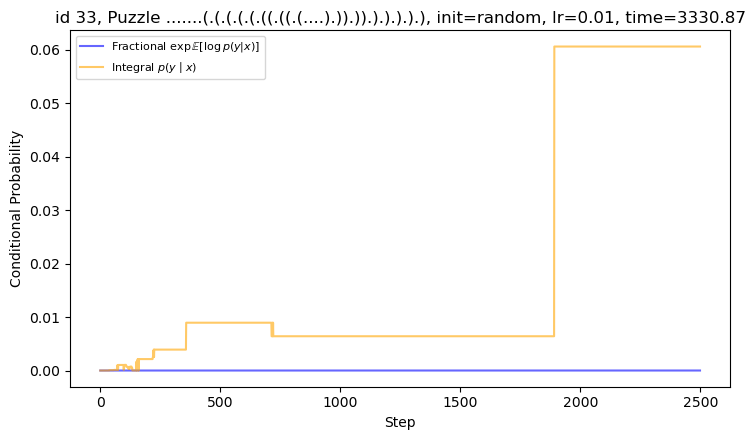 id 33, Puzzle .......(.(.(.(.(.((.((.(....).)).)).).).).).), init=random, lr=0.01, time=3330.87
Fractional exp𝔼[log p(y|x)]
Integral p(y | x)
Conditional Probability
0.06
0.05
0.04
0.03
0.02
0.01
0.00
0
500
1000
1500
2000
2500
Step